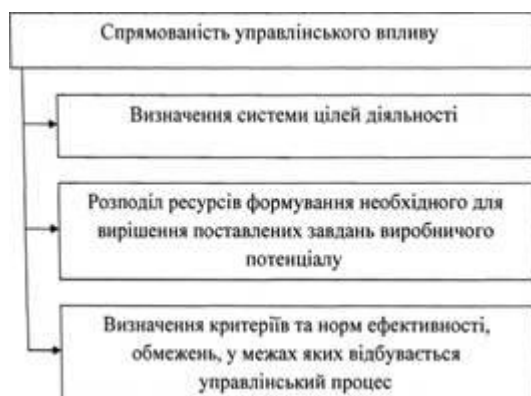 Спрямованість управлінського впливу
Визначення системи цілей діяльності
Розподіл ресурсів формування необхідного для
вирішення поставлених завдань виробничого
потенціалу
Визначення критеріїв та норм ефективності,
обмежень, у межах яких відбувається
управлінський процес